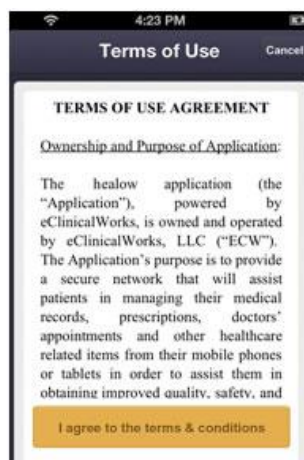 4:23 PM
Terms of Use
Cancel
TERMS OF USE AGREEMENT
Ownership and Purpose of Application:
The healow application (the
“Application”), powered by
eClinicalWorks, is owned and operated
by eClinicalWorks, LLC (“ECW”).
The Application’s purpose is to provide
a secure network that will assist
patients in managing their medical
records, prescriptions, doctors’
appointments and other healthcare
related items from their mobile phones
or tablets in order to assist them in
obtaining improved quality, safety, and
I agree to the terms & conditions